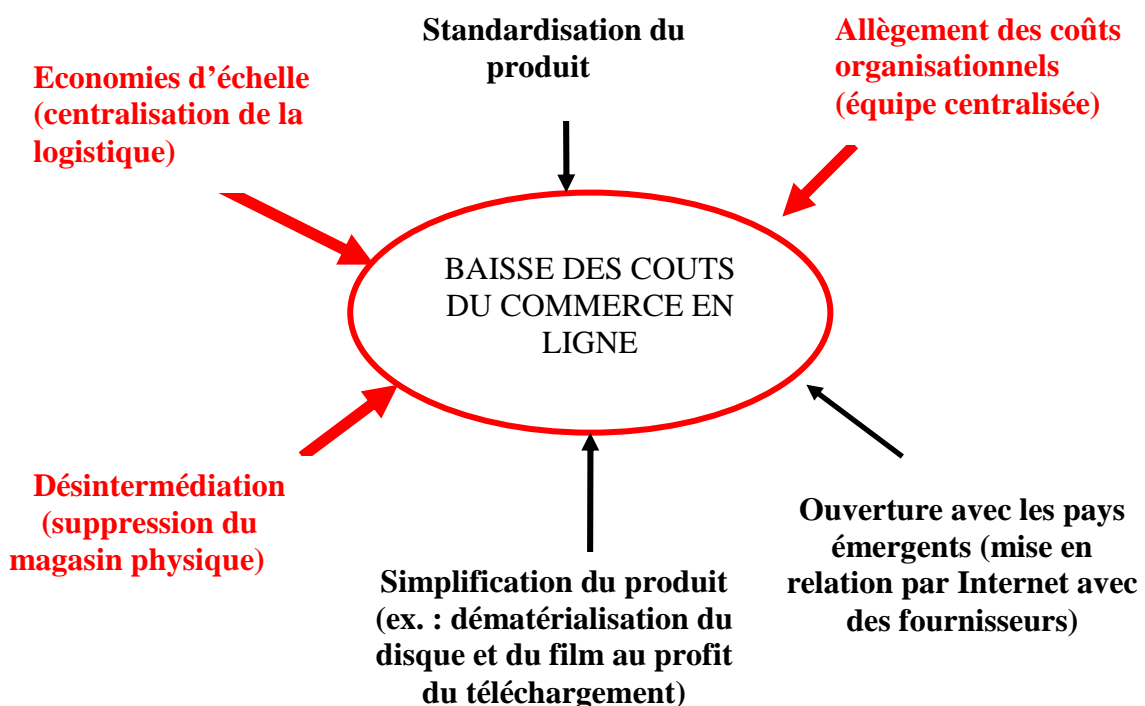 Standardisation du
produit
Allègement des coûts
organisationnels
(équipe centralisée)
Economies d’échelle
(centralisation de la
logistique)
BAISSE DES COUTS
DU COMMERCE EN
LIGNE
Désintermédiation
(suppression du
magasin physique)
Simplification du produit
(ex. : dématérialisation du
disque et du film au profit
du téléchargement)
Ouverture avec les pays
émergents (mise en
relation par Internet avec
des fournisseurs)